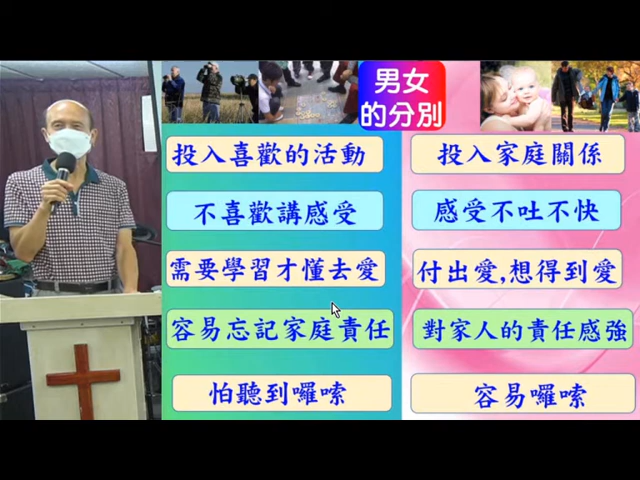 男女
的分別
投入喜歡的活動
投入家庭關係
不喜歡講感受
感受不吐不快
需要學習才懂去愛
付出愛,想得到愛
容易忘記家庭責任
對家人的責任感強
怕聽到囉嗦
容易囉嗦